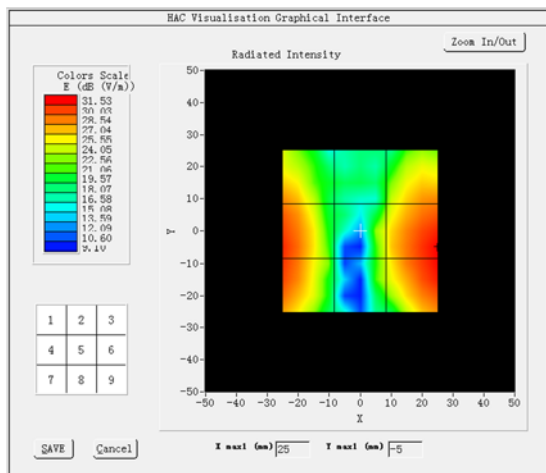 HAC Visualisation Graphical Interface
Zoom In/Out
Radiated Intensity
Colors Scale
E (dB (V/m))
31.53
30.03
28.54
27.04
25.55
24.05
22.56
21.06
19.57
18.07
16.58
15.08
13.59
12.09
10.60
9.10
50
40
30
20
10
0
-10
-20
-30
-40
-50
Y
-50 -40 -30 -20 -10 0 10 20 30 40 50
X
1 2 3
4 5 6
7 8 9
SAVE Cancel
X max1 (mm) 25 Y max1 (mm) -5